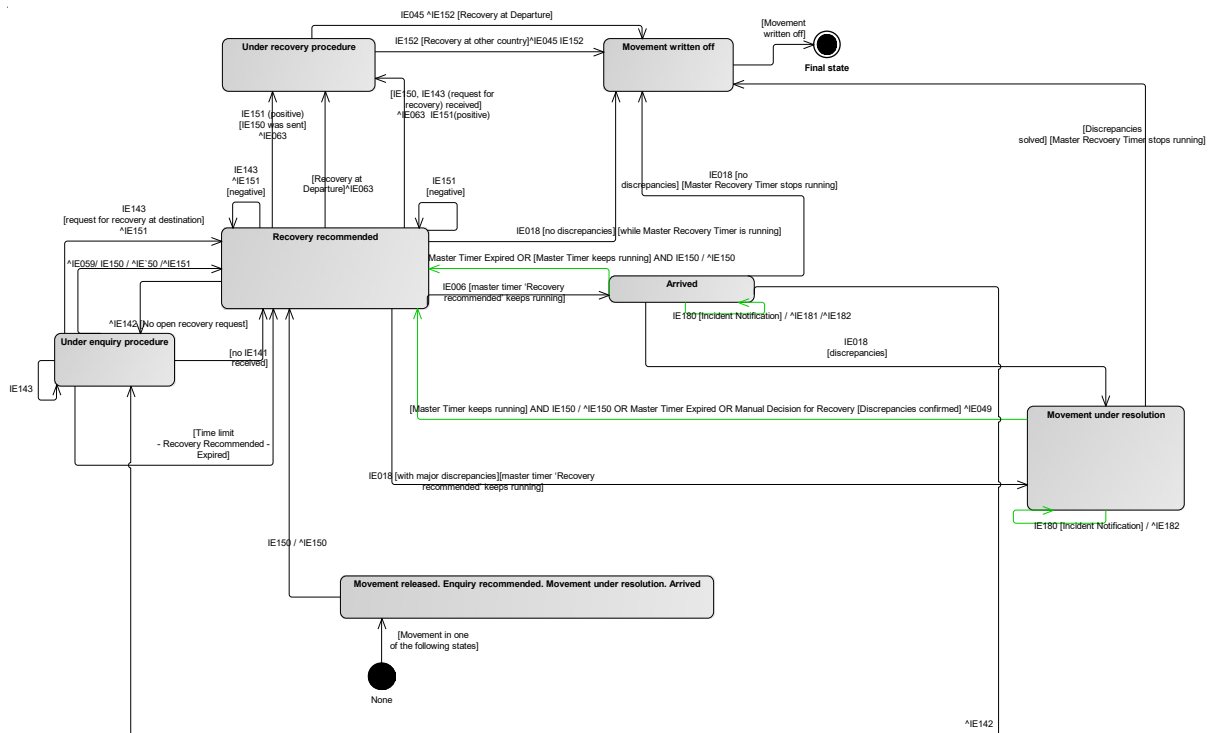 IE045 ^IE152 [Recovery at Departure]
[Movement
written off]
Under recovery procedure
IE152 [Recovery at other country]^IE045 IE152
Movement written off
Final state
[IE150, IE143 (request for
recovery) received]
^IE063 IE151(positive)
IE151 (positive)
[IE150 was sent]
^IE063
[Discrepancies
solved] [Master Recvoery Timer stops running]
IE143
^IE151
[negative]
[Recovery at
Departure]^IE063
IE151
[negative]
IE018 [no
discrepancies] [Master Recovery Timer stops running]
IE143
[request for recovery at destination]
^IE151
Recovery recommended
IE018 [no discrepancies] [while Master Recovery Timer is running]
^IE059/ IE150 / ^IE`50 /^IE151
Master Timer Expired OR [Master Timer keeps running] AND IE150 / ^IE150
IE006 [master timer ‘Recovery
recommended’ keeps running]
Arrived
IE180 [Incident Notification] / ^IE181 /^IE182
^IE142 [No open recovery request]
Under enquiry procedure
[no IE141
received]
IE018
[discrepancies]
IE143
[Master Timer keeps running] AND IE150 / ^IE150 OR Master Timer Expired OR Manual Decision for Recovery [Discrepancies confirmed] ^IE049
Movement under resolution
[Time limit
- Recovery Recommended -
Expired]
IE018 [with major discrepancies][master timer ‘Recovery
recommended’ keeps running]
IE180 [Incident Notification] / ^IE182
IE150 / ^IE150
Movement released. Enquiry recommended. Movement under resolution. Arrived
[Movement in one
of the following states]
None
^IE142